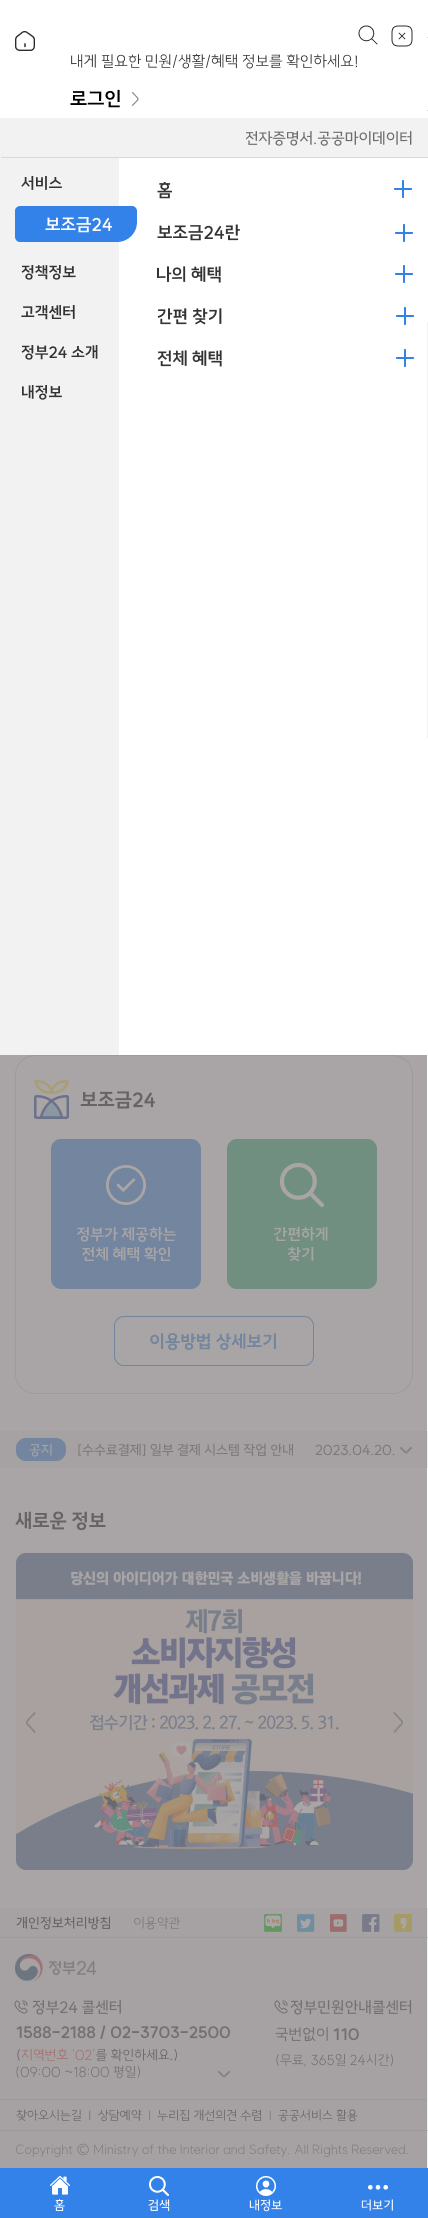 내게 필요한 민원/생활/혜택 정보를 확인하세요!
로그인
전자증명서.공공마이데이터
서비스
보조금24
정책정보
고객센터
정부24 소개
내정보
홈
보조금24란
나의 혜택
간편 찾기
전체 혜택
보조금24
정부가 제공하는
전체 혜택 확인
간편하게
찾기
이용방법 상세보기
공지 [수수료결제] 일부 결제 시스템 작업 안내 2023.04.20.
새로운 정보
당신의 아이디어가 대한민국 소비생활을 바꿉니다!
제7회
소비자지향성
개선과제 공모전
접수기간 : 2023. 2. 27. ~ 2023. 5. 31.
개인정보처리방침 이용약관
정부24
정부24 콜센터
1588-2188 / 02-3703-2500
(지역번호 '02'를 확인하세요.)
(09:00 ~18:00 평일)
정부민원안내콜센터
국번없이 110
(무료, 365일 24시간)
찾아오시는길 | 상담예약 | 누리집 개선의견 수렴 | 공공서비스 활용
Copyright © Ministry of the Interior and Safety. All Rights Reserved.
홈 검색 내정보 더보기